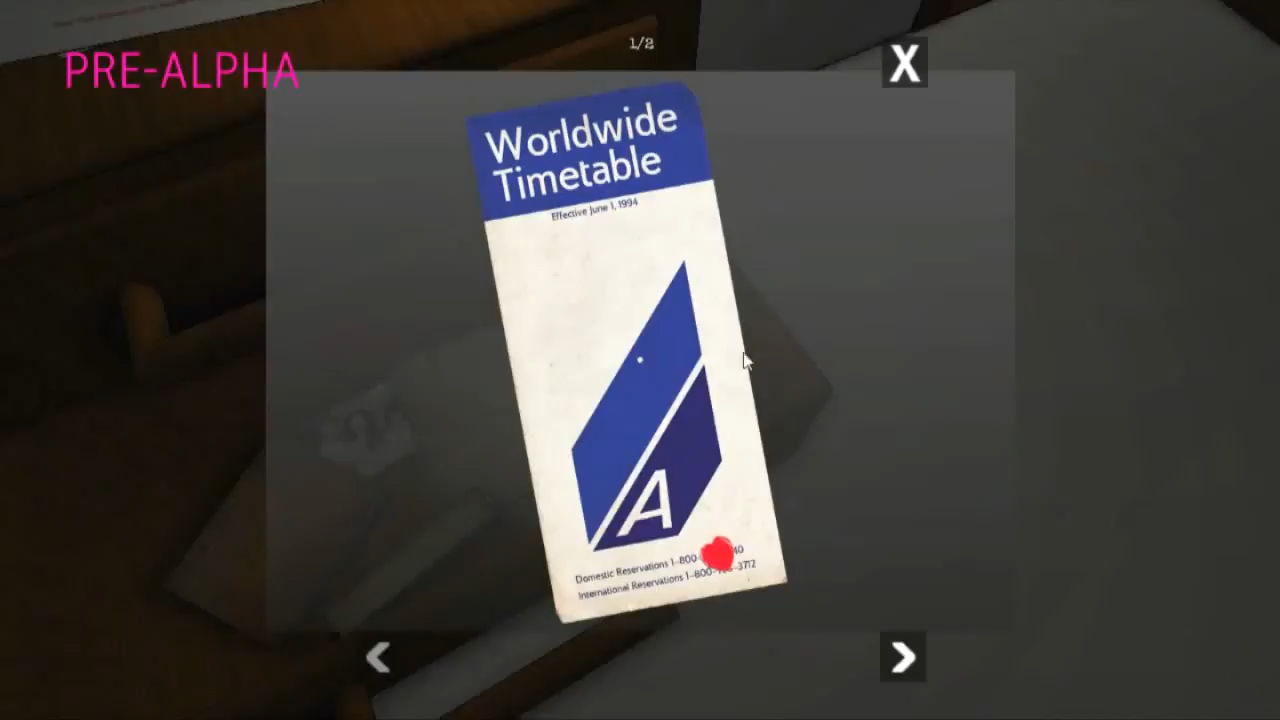 1/2
X
PRE-ALPHA
Worldwide
Timetable
Effective June 1, 1994
A
Domestic Reservations 1-800- 40
International Reservations 1-800- -3712